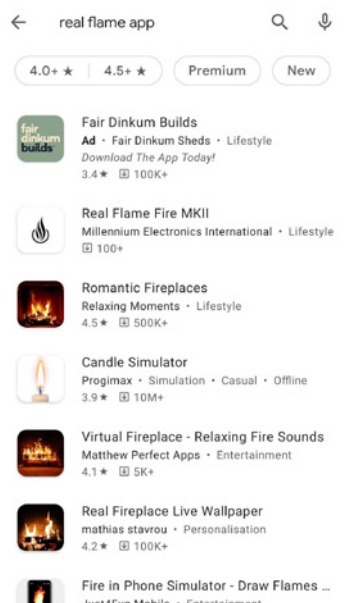 real flame app
4.0+ ★ 4.5+ ★ Premium New
fair
dinkum
builds
Fair Dinkum Builds
Ad • Fair Dinkum Sheds • Lifestyle
Download The App Today!
3.4★ 100K+
Real Flame Fire MKII
Millennium Electronics International • Lifestyle
100+
Romantic Fireplaces
Relaxing Moments • Lifestyle
4.5★ 500K+
Candle Simulator
Progimax • Simulation • Casual • Offline
3.9★ 10M+
Virtual Fireplace - Relaxing Fire Sounds
Matthew Perfect Apps • Entertainment
4.1★ 5K+
Real Fireplace Live Wallpaper
mathias stavrou • Personalisation
4.2★ 100K+
Fire in Phone Simulator - Draw Flames ...
Just4Fun Mobile • Entertainment